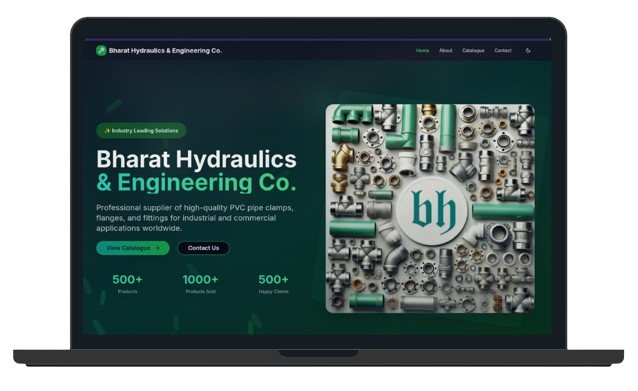 Bharat Hydraulics & Engineering Co.
Home About Catalogue Contact
✨ Industry Leading Solutions
Bharat Hydraulics
& Engineering Co.
Professional supplier of high-quality PVC pipe clamps,
flanges, and fittings for industrial and commercial
applications worldwide.
View Catalogue → Contact Us
500+ 1000+ 500+
Products Products Sold Happy Clients
bh